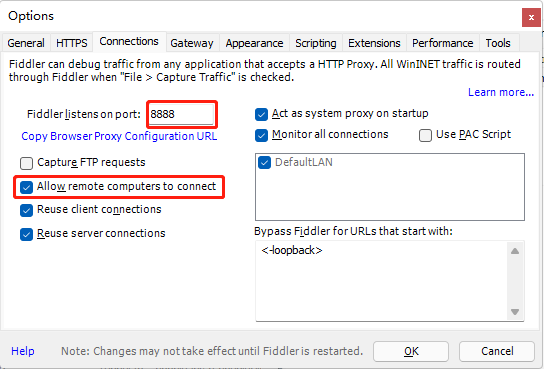 Options
General HTTPS Connections Gateway Appearance Scripting Extensions Performance Tools
Fiddler can debug traffic from any application that accepts a HTTP Proxy. All WinINET traffic is routed
through Fiddler when "File > Capture Traffic" is checked.
Learn more...
Fiddler listens on port: 8888
Copy Browser Proxy Configuration URL
Capture FTP requests
Allow remote computers to connect
Reuse client connections
Reuse server connections
Act as system proxy on startup
Monitor all connections Use PAC Script
DefaultLAN
Bypass Fiddler for URLs that start with:
<-loopback>
Help Note: Changes may not take effect until Fiddler is restarted. OK Cancel